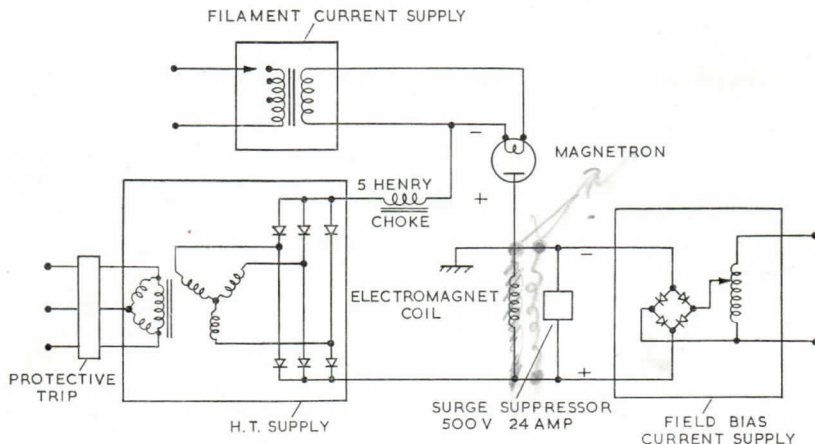 FILAMENT CURRENT SUPPLY
−
MAGNETRON
5 HENRY
+
CHOKE
−
ELECTROMAGNET
COIL
+
PROTECTIVE
TRIP
H.T. SUPPLY
SURGE SUPPRESSOR
500 V 24 AMP
FIELD BIAS
CURRENT SUPPLY